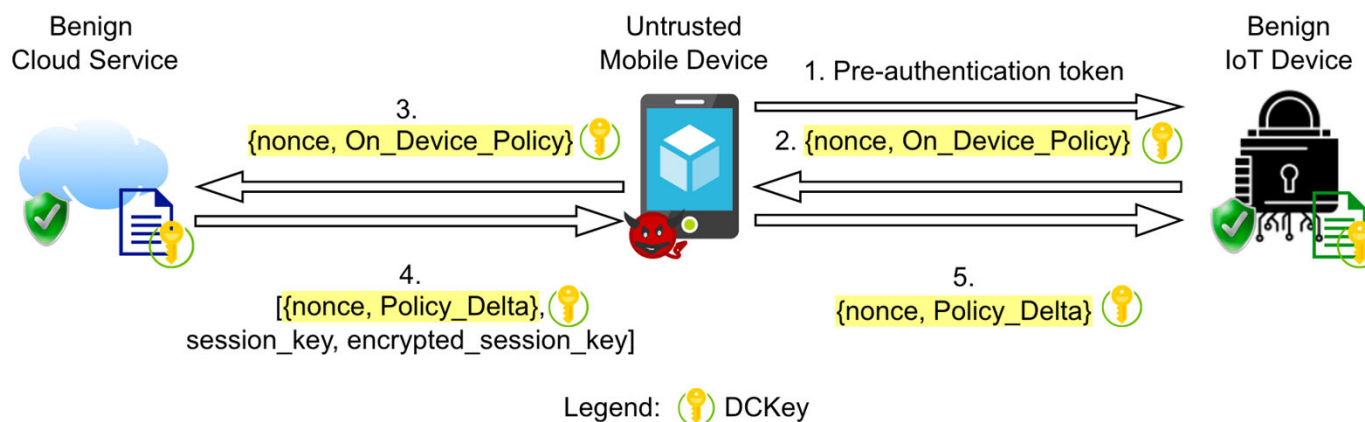 Benign
Cloud Service
Untrusted
Mobile Device
Benign
IoT Device
1. Pre-authentication token
3.
{nonce, On_Device_Policy}
2. {nonce, On_Device_Policy}
4.
[{nonce, Policy_Delta},
session_key, encrypted_session_key]
5.
{nonce, Policy_Delta}
Legend: DCKey